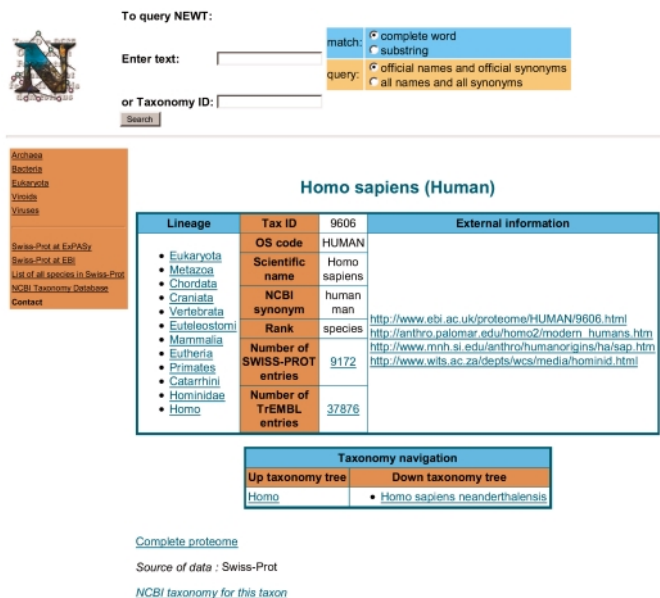 To query NEWT:
Enter text:
match: complete word
substring
query: official names and official synonyms
all names and all synonyms
or Taxonomy ID:
Search
Archaea
Bacteria
Eukaryota
Viroids
Viruses
Swiss-Prot at ExPASy
Swiss-Prot at EBI
List of all species in Swiss-Prot
NCBI Taxonomy Database
Contact
Homo sapiens (Human)
Lineage
Eukaryota
Metazoa
Chordata
Craniata
Vertebrata
Euteleostomi
Mammalia
Eutheria
Primates
Catarrhini
Hominidae
Homo
Tax ID 9606
OS code HUMAN
Scientific name Homo sapiens
NCBI synonym human man
Rank species
Number of SWISS-PROT entries 9172
Number of TrEMBL entries 37876
External information
http://www.ebi.ac.uk/proteome/HUMAN/9606.html
http://anthro.palomar.edu/homo2/modern_humans.htm
http://www.mnh.si.edu/anthro/humanorigins/ha/sap.htm
http://www.wits.ac.za/depts/wcs/media/hominid.html
Taxonomy navigation
Up taxonomy tree Down taxonomy tree
Homo Homo sapiens neanderthalensis
Complete proteome
Source of data : Swiss-Prot
NCBI taxonomy for this taxon